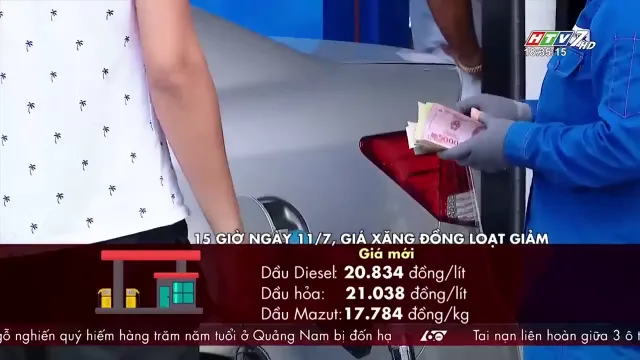 HTV7 HD
15 GIỜ NGÀY 11/7, GIÁ XĂNG ĐỒNG LOẠT GIẢM
Giá mới
Dầu Diesel: 20.834 đồng/lít
Dầu hỏa: 21.038 đồng/lít
Dầu Mazut: 17.784 đồng/kg
gỗ nghiến quý hiếm hàng trăm năm tuổi ở Quảng Nam bị đốn hạ 60 Tai nạn liên hoàn giữa 3 ô t